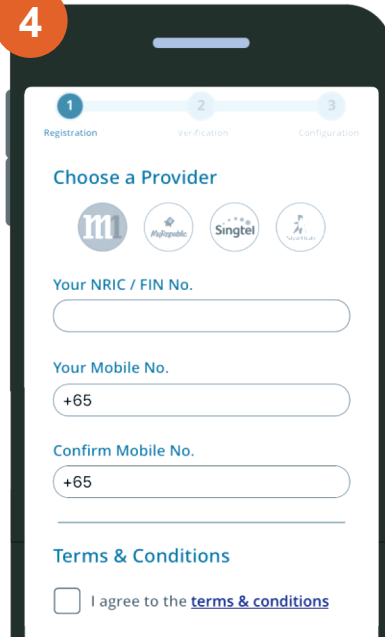 4
1 2 3
Registration Verification Configuration
Choose a Provider
M1 MyRepublic Singtel StarHub
Your NRIC / FIN No.
Your Mobile No.
+65
Confirm Mobile No.
+65
Terms & Conditions
I agree to the terms & conditions